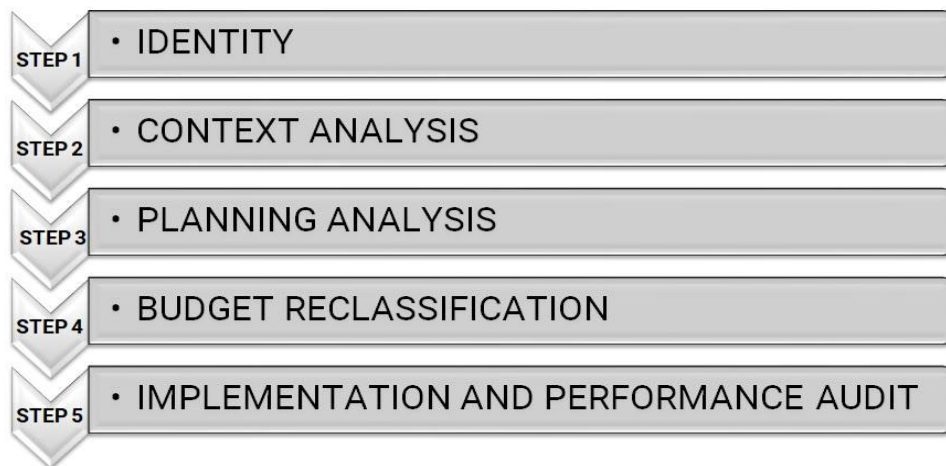 STEP 1 • IDENTITY
STEP 2 • CONTEXT ANALYSIS
STEP 3 • PLANNING ANALYSIS
STEP 4 • BUDGET RECLASSIFICATION
STEP 5 • IMPLEMENTATION AND PERFORMANCE AUDIT